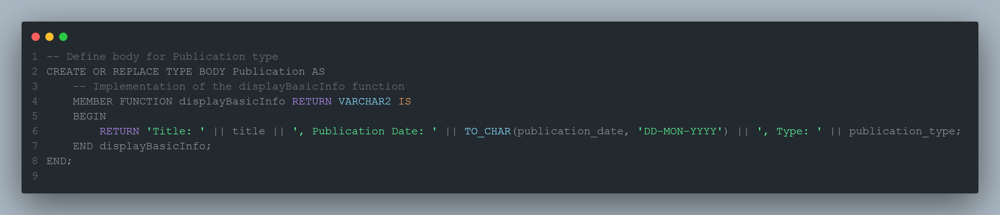 1 -- Define body for Publication type
2 CREATE OR REPLACE TYPE BODY Publication AS
3     -- Implementation of the displayBasicInfo function
4     MEMBER FUNCTION displayBasicInfo RETURN VARCHAR2 IS
5     BEGIN
6         RETURN 'Title: ' || title || ', Publication Date: ' || TO_CHAR(publication_date, 'DD-MON-YYYY') || ', Type: ' || publication_type;
7     END displayBasicInfo;
8 END;
9